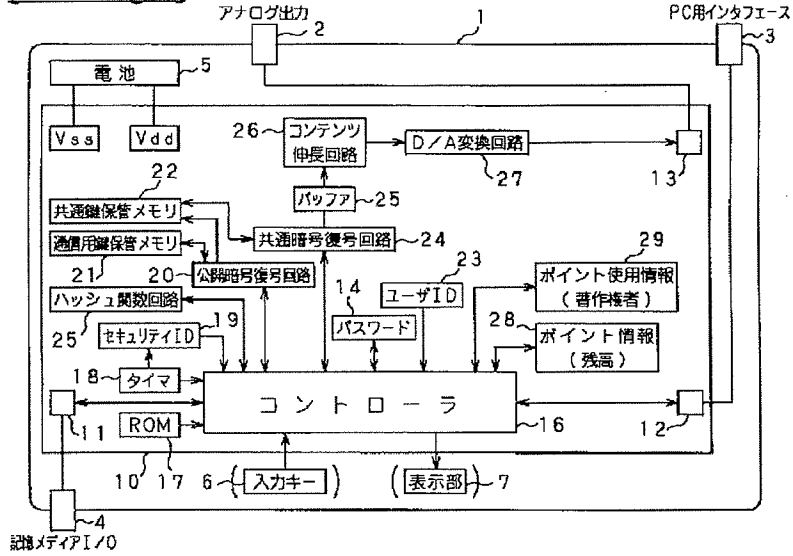 アナログ出力
PC用インタフェース
2
1
3
電池
5
Vss
Vdd
26
コンテンツ
伸長回路
D/A変換回路
27
13
22
バッファ
25
共通鍵保管メモリ
共通暗号復号回路
24
通信用鍵保管メモリ
21
20
公開暗号復号回路
23
29
ハッシュ関数回路
25
14
ユーザID
ポイント使用情報
(著作権者)
セキュリティID
19
パスワード
28
ポイント情報
(残高)
18
タイマ
コントローラ
11
ROM
16
12
10
17
6
(入力キー)
(表示部)
7
4
記憶メディアI/O